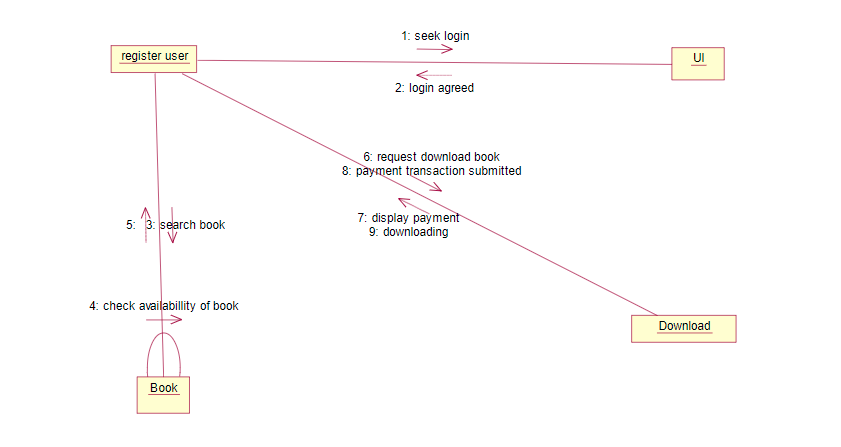 1: seek login
register user
UI
2: login agreed
6: request download book
8: payment transaction submitted
7: display payment
9: downloading
5:
3: search book
4: check availabillity of book
Download
Book